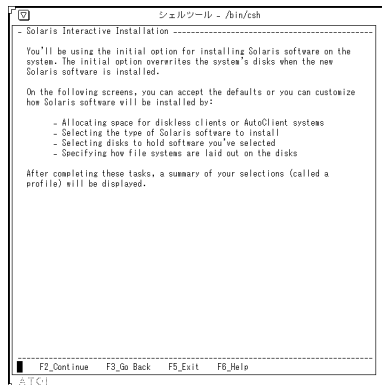 シェルツール - /bin/csh
- Solaris Interactive Installation ----------------------------------------
You'll be using the initial option for installing Solaris software on the
system. The initial option overwrites the system's disks when the new
Solaris software is installed.
On the following screens, you can accept the defaults or you can customize
how Solaris software will be installed by:
- Allocating space for diskless clients or AutoClient systems
- Selecting the type of Solaris software to install
- Selecting disks to hold software you've selected
- Specifying how file systems are laid out on the disks
After completing these tasks, a summary of your selections (called a
profile) will be displayed.
F2_Continue F3_Go Back F5_Exit F6_Help